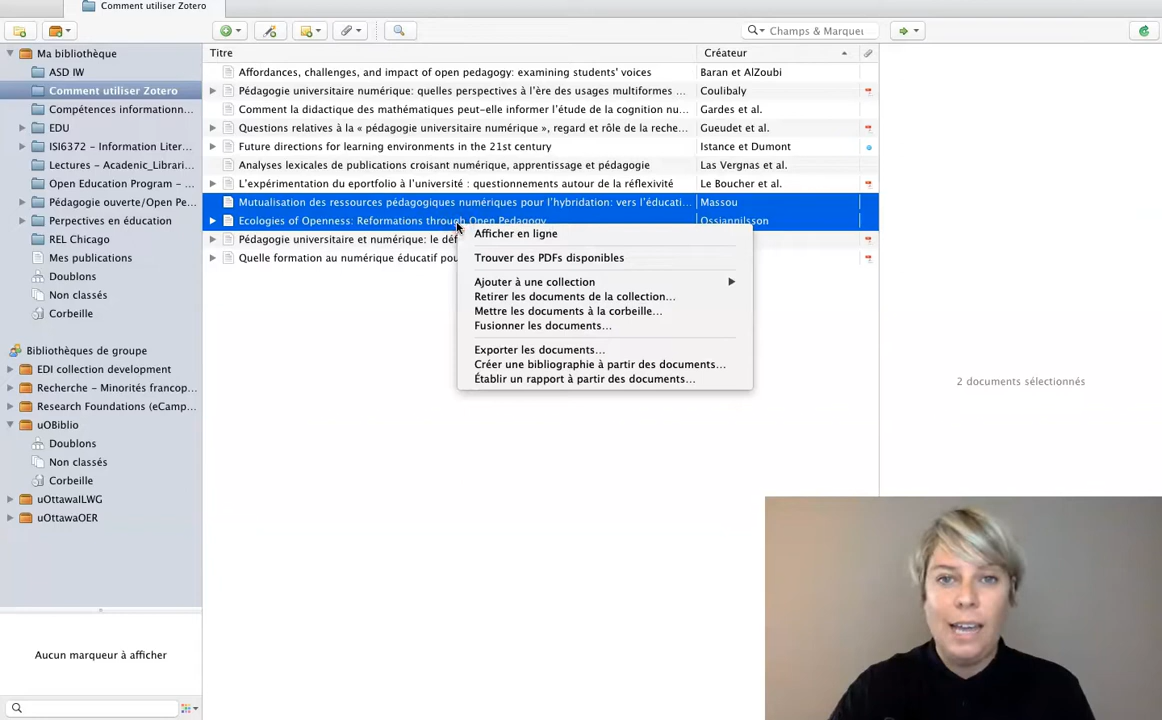 Comment utiliser Zotero
Champs & Marque
Ma bibliothèque
ASD IW
Comment utiliser Zotero
Compétences informationn...
EDU
ISI6372 - Information Liter...
Lectures - Acadenic_Librari...
Open Education Program - ...
Pédagogie ouverte/Open Pe...
Perpectives en éducation
REL Chicago
Mes publications
Doublons
Non classés
Corbeille
Bibliothèques de groupe
EDI collection development
Recherche - Minorités francop...
Research Foundations (eCamp...
uOBiblio
Doublons
Non classés
Corbeille
uOttawaILWG
uOttawaOER
Aucun marqueur à afficher
Titre Créateur
Affordances, challenges, and impact of open pedagogy: examining students' voices Baran et AlZoubi
Pédagogie universitaire numérique: quelles perspectives à l'ère des usages multiformes ... Coulibaly
Comment la didactique des mathématiques peut-elle informer l'étude de la cognition nu... Gardes et al.
Questions relatives à la « pédagogie universitaire numérique », regard et rôle de la reche... Gueudet et al.
Future directions for learning environments in the 21st century Istance et Dumont
Analyses lexicales de publications croisant numérique, apprentissage et pédagogie Las Vergnas et al.
L'expérimentation du eportfolio à l'université : questionnements autour de la réflexivité Le Boucher et al.
Mutualisation des ressources pédagogiques numériques pour l'hybridation: vers l'éducati... Massou
Ecologies of Openness: Reformations through Open Pedagogy Ossiannilsson
Pédagogie universitaire et numérique: le déf
Quelle formation au numérique éducatif pou
Afficher en ligne
Trouver des PDFs disponibles
Ajouter à une collection
Retirer les documents de la collection...
Mettre les documents à la corbeille...
Fusionner les documents...
Exporter les documents...
Créer une bibliographie à partir des documents...
Établir un rapport à partir des documents...
2 documents sélectionnés